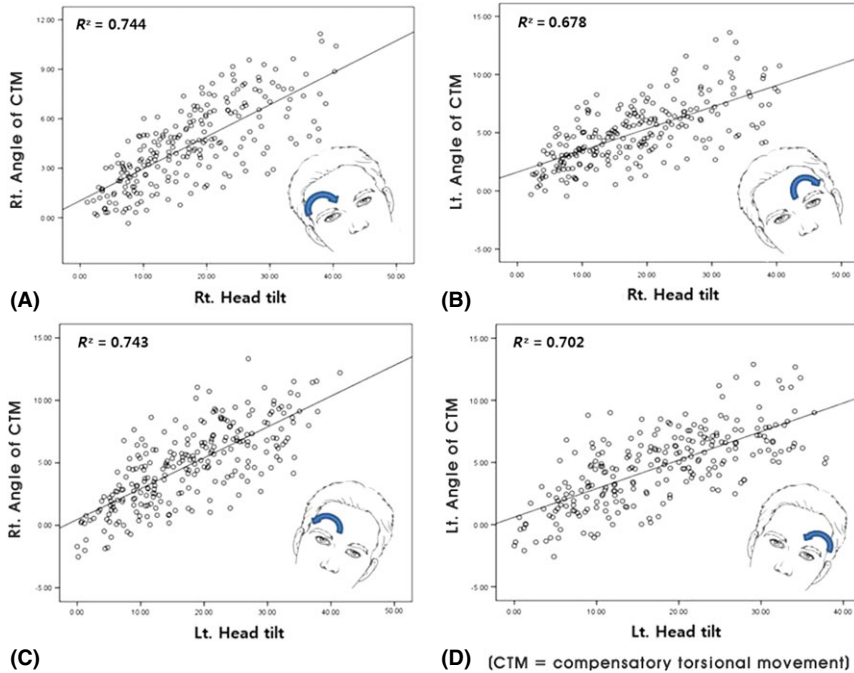 R² = 0.744
12.00
9.00
6.00
3.00
0.00
Rt. Angle of CTM
0.00 10.00 20.00 30.00 40.00 50.00
(A)
Rt. Head tilt
R² = 0.678
15.00
10.00
5.00
0.00
-5.00
Lt. Angle of CTM
0.00 10.00 20.00 30.00 40.00 50.00
(B)
Rt. Head tilt
R² = 0.743
15.00
10.00
5.00
0.00
-5.00
Rt. Angle of CTM
0.00 10.00 20.00 30.00 40.00 50.00
(C)
Lt. Head tilt
R² = 0.702
15.00
10.00
5.00
0.00
-5.00
Lt. Angle of CTM
0.00 10.00 20.00 30.00 40.00
Lt. Head tilt
(D) (CTM = compensatory torsional movement)